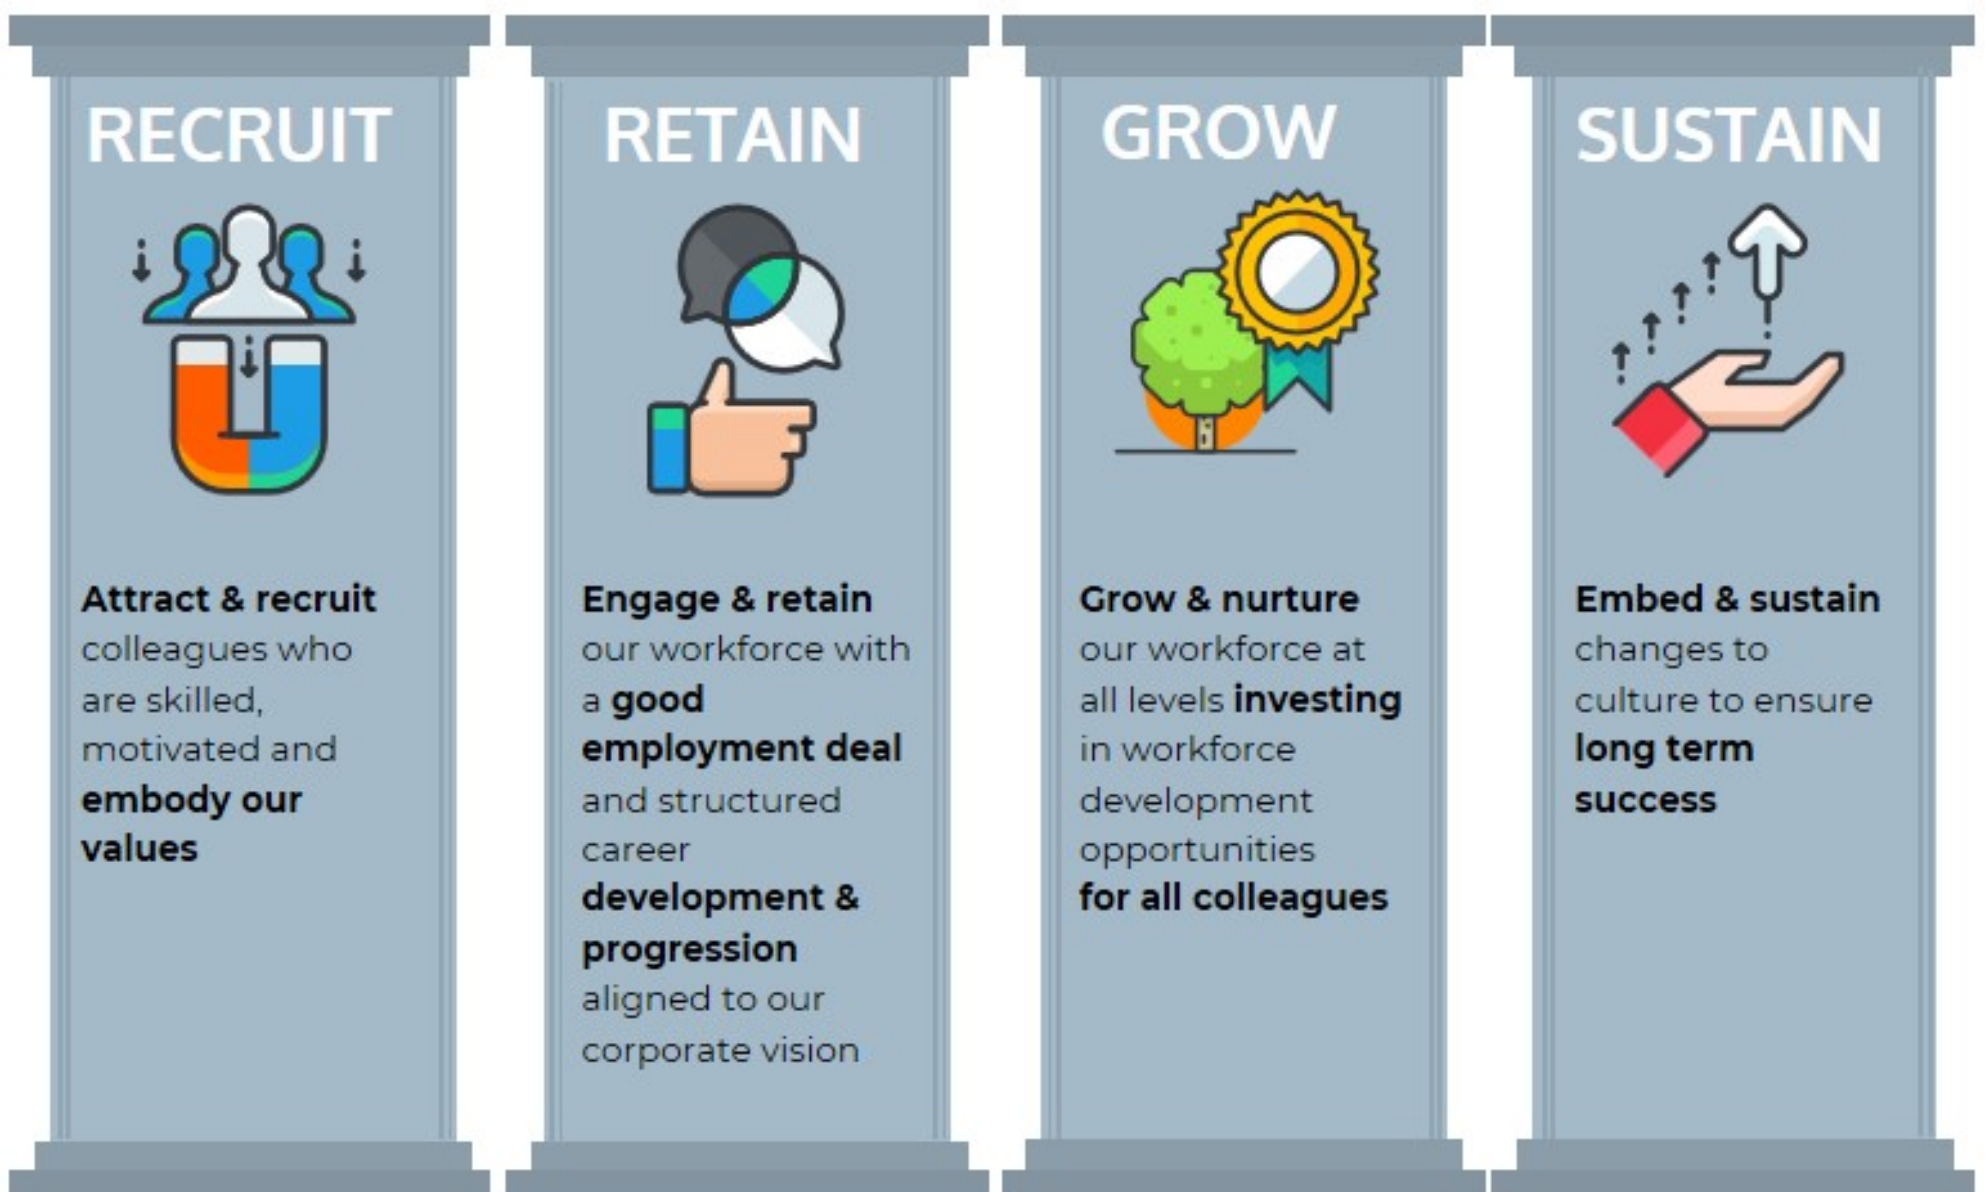 RECRUIT
Attract & recruit
colleagues who
are skilled,
motivated and
embody our
values
RETAIN
Engage & retain
our workforce with
a good
employment deal
and structured
career
development &
progression
aligned to our
corporate vision
GROW
Grow & nurture
our workforce at
all levels investing
in workforce
development
opportunities
for all colleagues
SUSTAIN
Embed & sustain
changes to
culture to ensure
long term
success